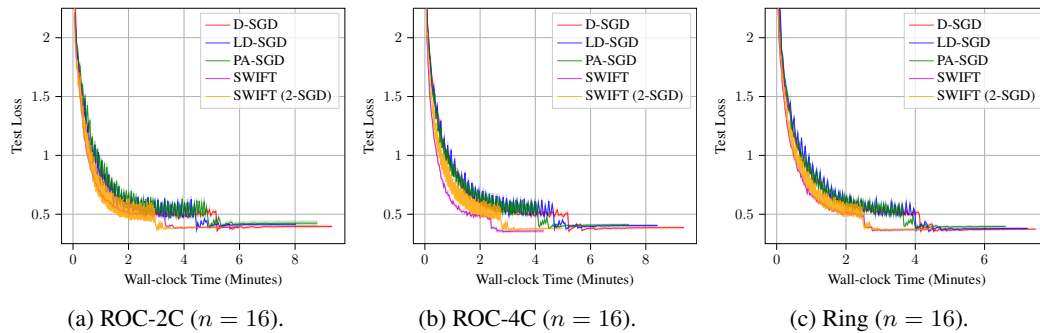 2
1.5
1
0.5
Test Loss
0 2 4 6 8
Wall-clock Time (Minutes)
D-SGD
LD-SGD
PA-SGD
SWIFT
SWIFT (2-SGD)
(a) ROC-2C (n = 16).
2
1.5
1
0.5
Test Loss
0 2 4 6 8
Wall-clock Time (Minutes)
D-SGD
LD-SGD
PA-SGD
SWIFT
SWIFT (2-SGD)
(b) ROC-4C (n = 16).
2
1.5
1
0.5
Test Loss
0 2 4 6
Wall-clock Time (Minutes)
D-SGD
LD-SGD
PA-SGD
SWIFT
SWIFT (2-SGD)
(c) Ring (n = 16).